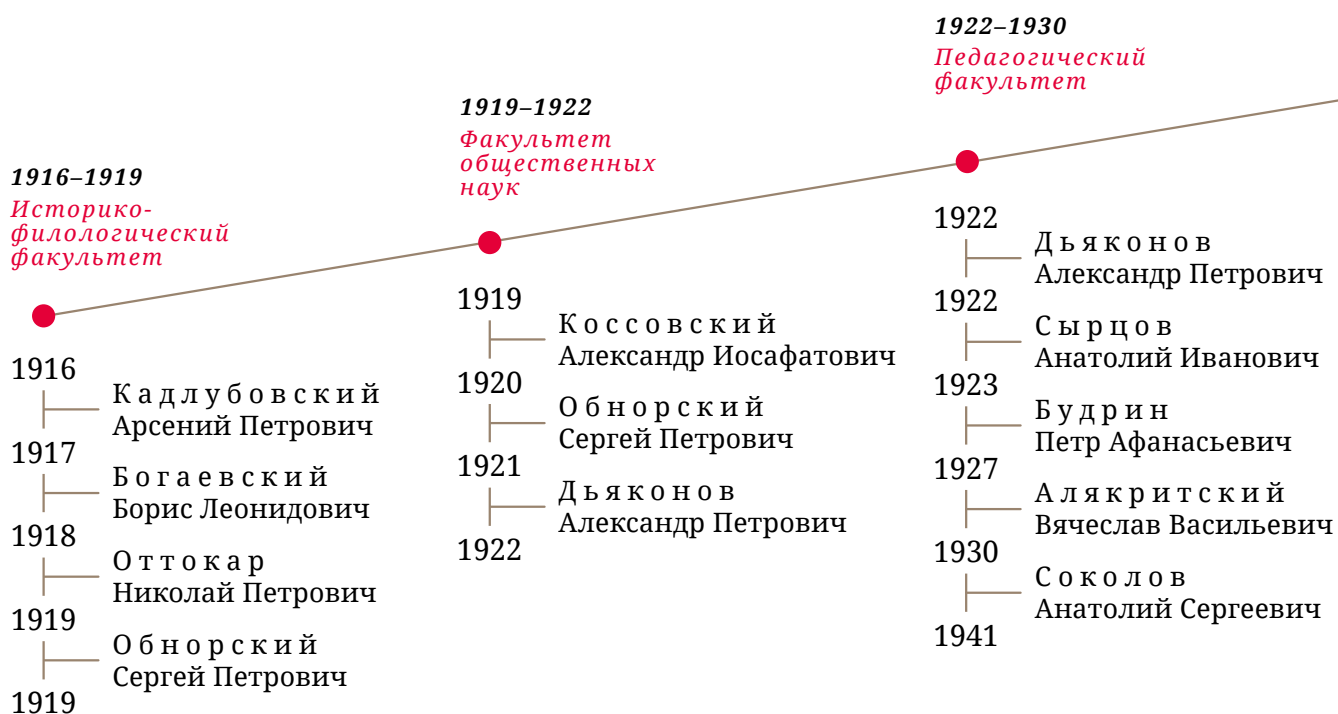 1916–1919
Историко-
филологический
факультет
1916
Кадлубовский
Арсений Петрович
1917
Богаевский
Борис Леонидович
1918
Оттокар
Николай Петрович
1919
Обнорский
Сергей Петрович
1919
1919–1922
Факультет
общественных
наук
1919
Коссовский
Александр Иосафатович
1920
Обнорский
Сергей Петрович
1921
Дьяконов
Александр Петрович
1922
1922–1930
Педагогический
факультет
1922
Дьяконов
Александр Петрович
1922
Сырцов
Анатолий Иванович
1923
Будрин
Петр Афанасьевич
1927
Алякритский
Вячеслав Васильевич
1930
Соколов
Анатолий Сергеевич
1941